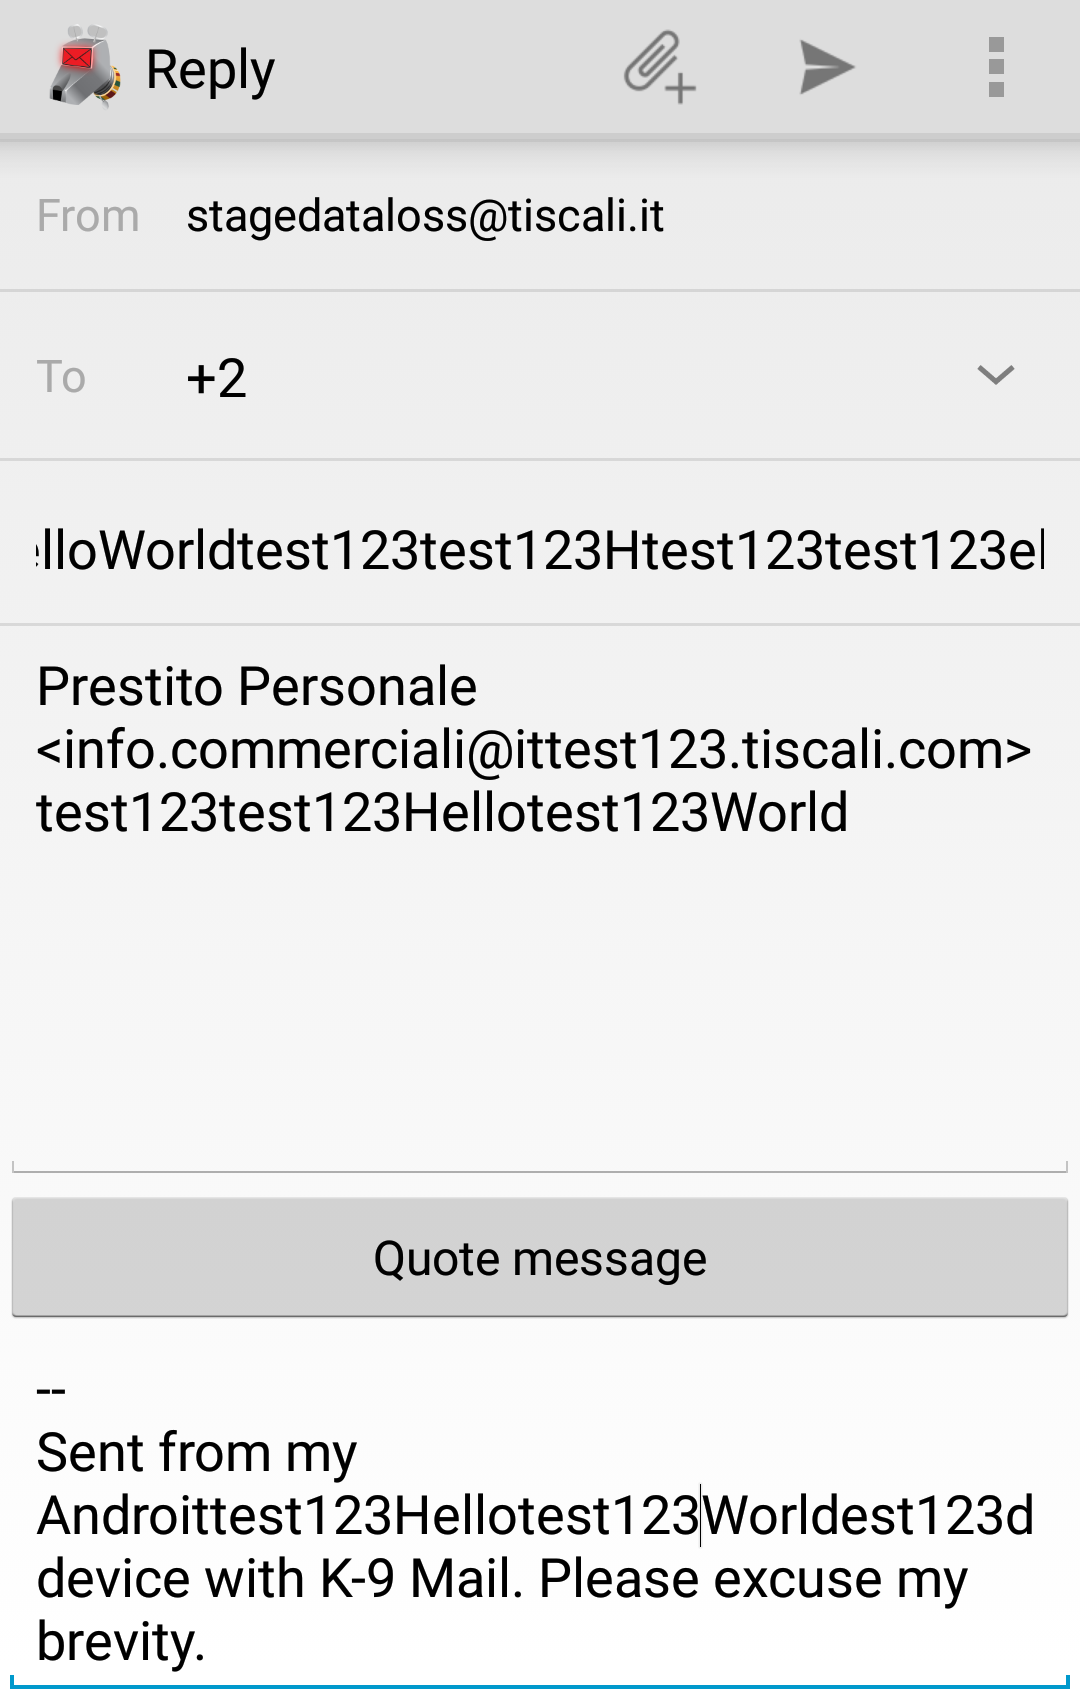 Reply
From stagedataloss@tiscali.it
To +2
elloWorldtest123test123Htest123test123el
Prestito Personale
<info.commerciali@ittest123.tiscali.com>
test123test123Hellotest123World
Quote message
--
Sent from my
Androittest123Hellotest123Worldest123d
device with K-9 Mail. Please excuse my
brevity.